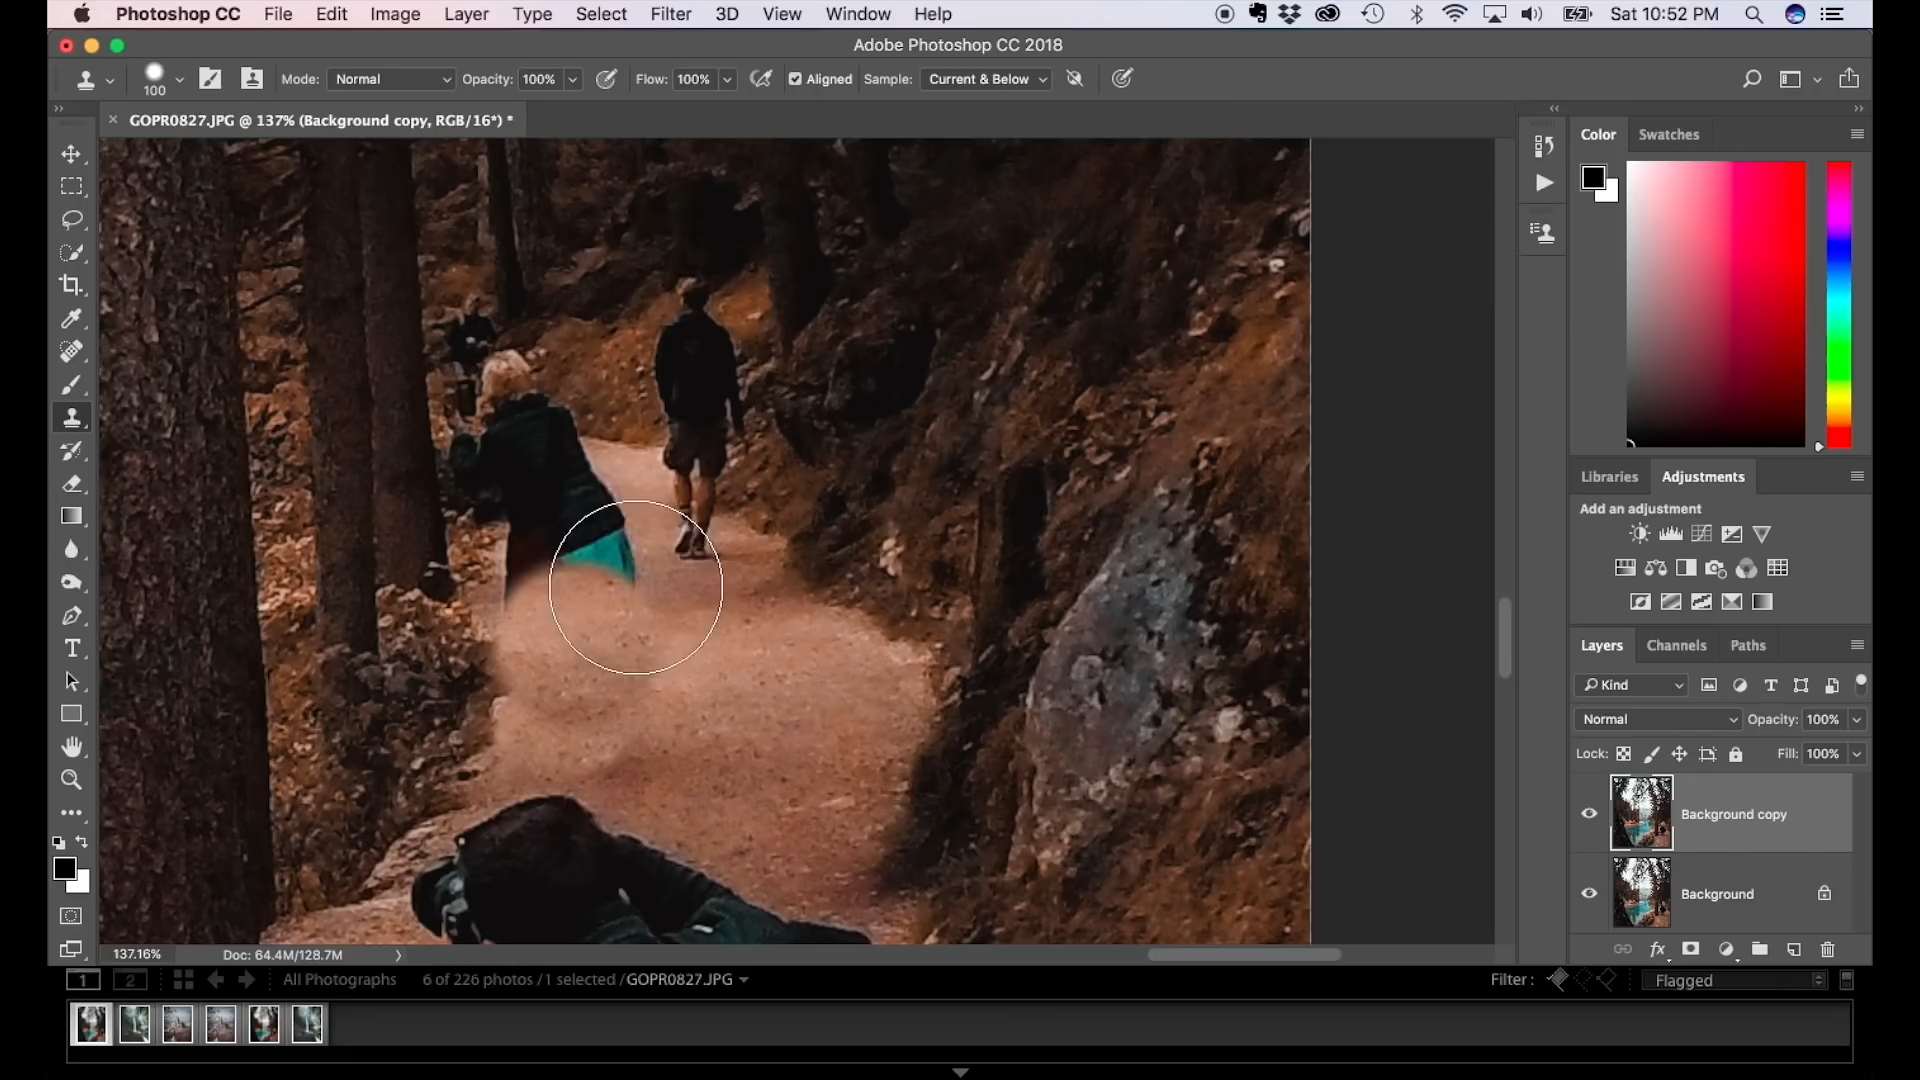 Photoshop CC File Edit Image Layer Type Select Filter 3D View Window Help Sat 10:52 PM
Adobe Photoshop CC 2018
100 Mode: Normal Opacity: 100% Flow: 100% Aligned Sample: Current & Below
GOPR0827.JPG @ 137% (Background copy, RGB/16*) *
Color Swatches
Libraries Adjustments
Add an adjustment
Layers Channels Paths
Kind
Normal Opacity: 100%
Lock: Fill: 100%
Background copy
Background
137.16% Doc: 64.4M/128.7M
1 2 All Photographs 6 of 226 photos /1 selected /GOPR0827.JPG Filter : Flagged